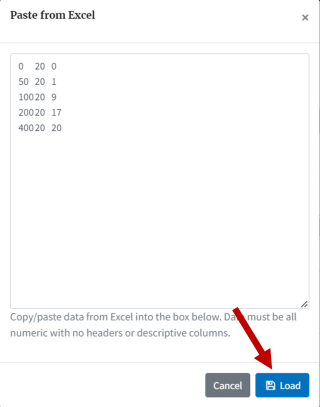 Paste from Excel ×
0 20 0
50 20 1
100 20 9
200 20 17
400 20 20
Copy/paste data from Excel into the box below. must be all
numeric with no headers or descriptive columns.
Cancel Load